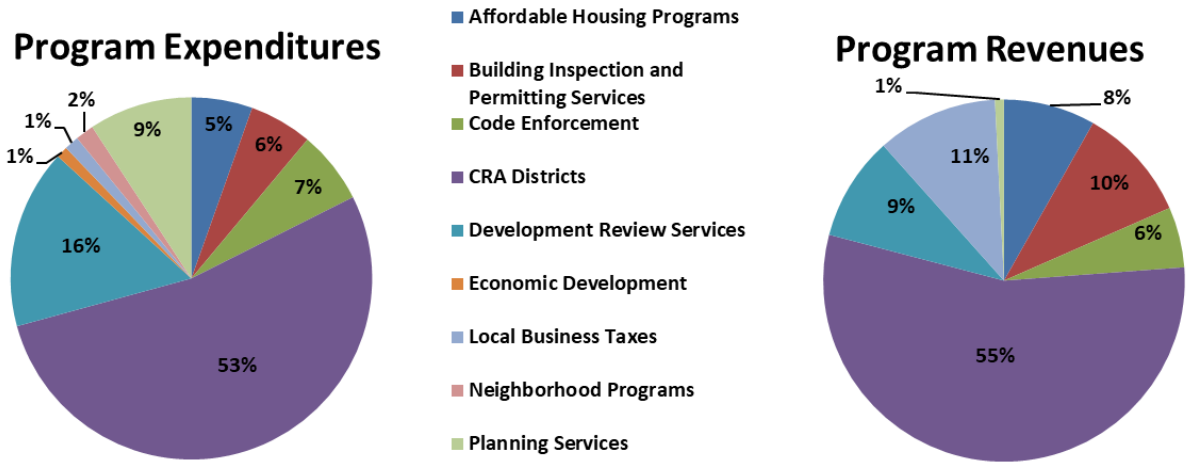 Program Expenditures
2%
1%
1%
9%
5%
6%
7%
16%
53%
Affordable Housing Programs
Building Inspection and
Permitting Services
Code Enforcement
CRA Districts
Development Review Services
Economic Development
Local Business Taxes
Neighborhood Programs
Planning Services
Program Revenues
1%
8%
11%
10%
9%
6%
55%